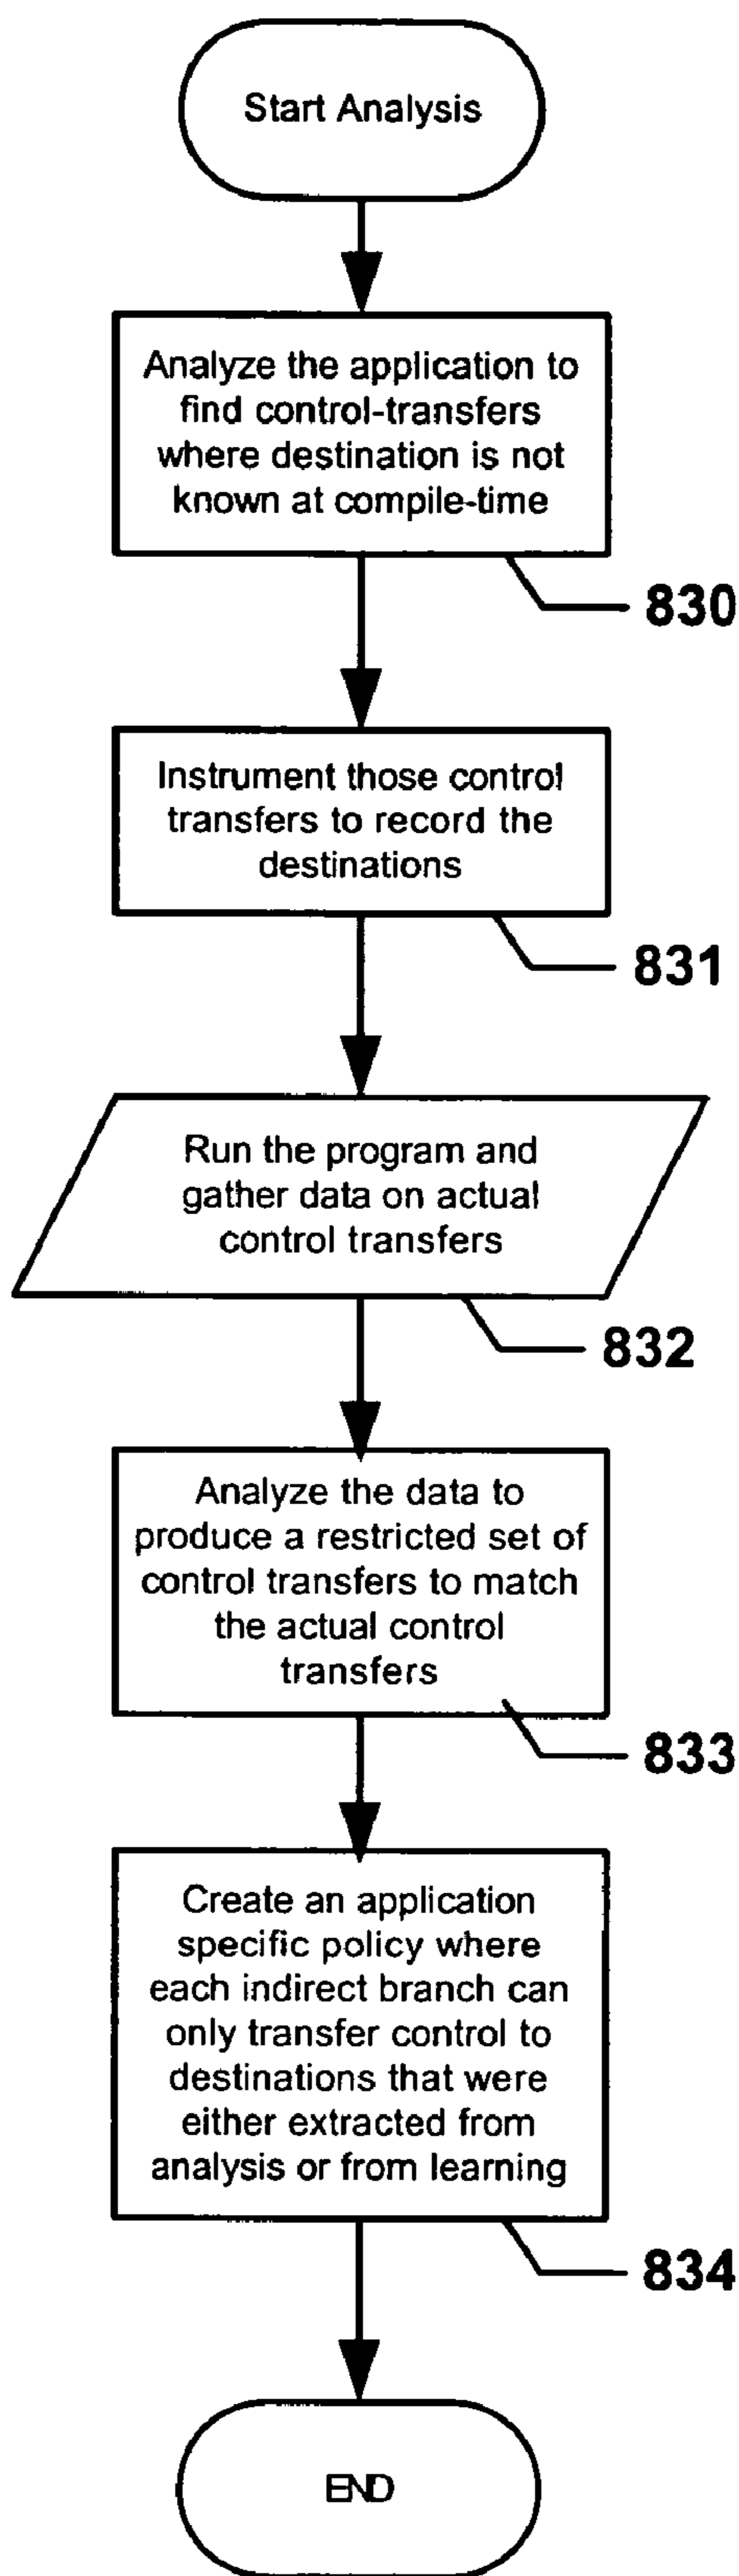 Start Analysis
Analyze the application to
find control-transfers
where destination is not
known at compile-time
830
Instrument those control
transfers to record the
destinations
831
Run the program and
gather data on actual
control transfers
832
Analyze the data to
produce a restricted set of
control transfers to match
the actual control
transfers
833
Create an application
specific policy where
each indirect branch can
only transfer control to
destinations that were
either extracted from
analysis or from learning
834
END